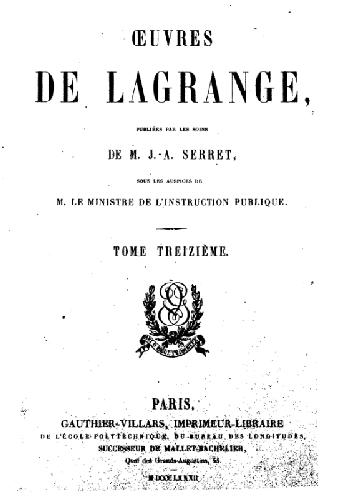 ŒUVRES
DE LAGRANGE,
PUBLIÉES PAR LES SOINS
DE M. J.-A. SERRET,
SOUS LES AUSPICES DE
M. LE MINISTRE DE L'INSTRUCTION PUBLIQUE.
TOME TREIZIÈME.
PARIS,
GAUTHIER-VILLARS, IMPRIMEUR-LIBRAIRE
DE L'ÉCOLE POLYTECHNIQUE, DU BUREAU DES LONGITUDES,
SUCCESSEUR DE MALLET-BACHELIER,
Quai des Grands-Augustins, 55.
M DCCC LXXXII